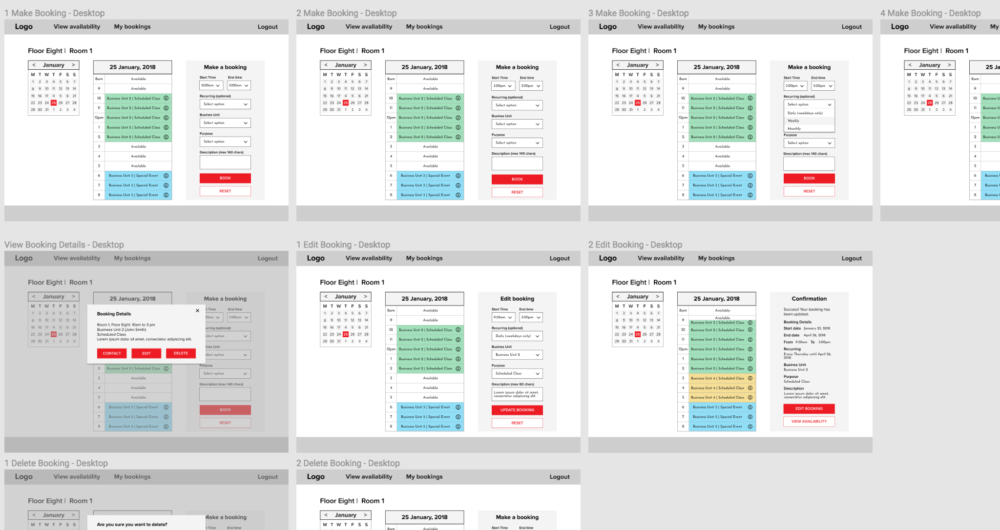 1 Make Booking - Desktop
Logo View availability My bookings Logout
Floor Eight | Room 1
< January >
M T W T F S S
1 2 3 4 5 6 7
8 9 10 11 12 13 14
15 16 17 18 19 20 21
22 23 24 25 26 27 28
29 30 31 1 2 3 4
25 January, 2018
8am Available
9 Available
10 Business Unit 2 | Scheduled Class
11 Business Unit 2 | Scheduled Class
12pm Business Unit 2 | Scheduled Class
1 Business Unit 2 | Scheduled Class
2 Business Unit 2 | Scheduled Class
3 Available
4 Available
5 Available
6 Business Unit 3 | Special Event
7 Business Unit 3 | Special Event
8 Business Unit 3 | Special Event
Make a booking
Start Time End time
0:00am 0:00am
Recurring (optional)
Select option
Busines Unit
Select option
Purpose
Select option
Description (max 140 chars)
BOOK
RESET
2 Make Booking - Desktop
Logo View availability My bookings Logout
Floor Eight | Room 1
< January >
M T W T F S S
1 2 3 4 5 6 7
8 9 10 11 12 13 14
15 16 17 18 19 20 21
22 23 24 25 26 27 28
29 30 31 1 2 3 4
25 January, 2018
8am Available
9 Available
10 Business Unit 2 | Scheduled Class
11 Business Unit 2 | Scheduled Class
12pm Business Unit 2 | Scheduled Class
1 Business Unit 2 | Scheduled Class
2 Business Unit 2 | Scheduled Class
3 Available
4 Available
5 Available
6 Business Unit 3 | Special Event
7 Business Unit 3 | Special Event
8 Business Unit 3 | Special Event
Make a booking
Start Time End time
3:00pm 5:00pm
Recurring (optional)
Select option
Busines Unit
Select option
Purpose
Select option
Description (max 140 chars)
BOOK
RESET
3 Make Booking - Desktop
Logo View availability My bookings Logout
Floor Eight | Room 1
< January >
M T W T F S S
1 2 3 4 5 6 7
8 9 10 11 12 13 14
15 16 17 18 19 20 21
22 23 24 25 26 27 28
29 30 31 1 2 3 4
25 January, 2018
8am Available
9 Available
10 Business Unit 2 | Scheduled Class
11 Business Unit 2 | Scheduled Class
12pm Business Unit 2 | Scheduled Class
1 Business Unit 2 | Scheduled Class
2 Business Unit 2 | Scheduled Class
3 Available
4 Available
5 Available
6 Business Unit 3 | Special Event
7 Business Unit 3 | Special Event
8 Business Unit 3 | Special Event
Make a booking
Start Time End time
3:00pm 5:00pm
Recurring (optional)
Select option
Daily (weekdays only)
Weekly
Monthly
Purpose
Select option
Description (max 140 chars)
BOOK
RESET
4 Make Booking - Desktop
Logo View availability My
Floor Eight | Room 1
< January >
M T W T F S S
1 2 3 4 5 6 7
8 9 10 11 12 13 14
15 16 17 18 19 20 21
22 23 24 25 26 27 28
29 30 31 1 2 3 4
25 Ja
8am
9
10 Business U
11 Business U
12pm Business U
1 Business U
2 Business U
3
4
5
6 Business
7 Business
8 Business
View Booking Details - Desktop
Logo View availability My bookings Logout
Floor Eight | Room 1
< January >
M T W T F S S
1 2 3 4 5 6 7
8 9 10 11 12 13 14
15 16 17 18 19 20 21
22 23 24 25 26 27 28
29 30 31 1 2 3 4
25 January, 2018
Booking Details
Room 1, Floor Eight: 10am to 3 pm
Business Unit 2 (John Smith)
Scheduled Class
Lorem ipsum dolor sit amet, consectetur adipiscing elit.
CONTACT EDIT DELETE
2 Business Unit 2 | Scheduled Class
3 Available
4 Available
5 Available
6 Business Unit 3 | Special Event
7 Business Unit 3 | Special Event
8 Business Unit 3 | Special Event
Make a booking
Time End time
00am 0:00am
urring (optional)
elect option
nes Unit
elect option
Purpose
Select option
Description (max 140 chars)
BOOK
RESET
1 Edit Booking - Desktop
Logo View availability My bookings Logout
Floor Eight | Room 1
< January >
M T W T F S S
1 2 3 4 5 6 7
8 9 10 11 12 13 14
15 16 17 18 19 20 21
22 23 24 25 26 27 28
29 30 31 1 2 3 4
25 January, 2018
8am Available
9 Available
10 Business Unit 2 | Scheduled Class
11 Business Unit 2 | Scheduled Class
12pm Business Unit 2 | Scheduled Class
1 Business Unit 2 | Scheduled Class
2 Business Unit 2 | Scheduled Class
3 Available
4 Available
5 Available
6 Business Unit 3 | Special Event
7 Business Unit 3 | Special Event
8 Business Unit 3 | Special Event
Edit booking
Start Time End time
9:30am 3:00pm
Recurring (optional)
Daily (weekdays only)
Busines Unit
Business Unit 2
Purpose
Scheduled Class
Description (max 60 chars)
Lorem ipsum dolor sit amet,
consectetur adipiscing elit.
UPDATE BOOKING
RESET
2 Edit Booking - Desktop
Logo View availability My bookings Logout
Floor Eight | Room 1
< January >
M T W T F S S
1 2 3 4 5 6 7
8 9 10 11 12 13 14
15 16 17 18 19 20 21
22 23 24 25 26 27 28
29 30 31 1 2 3 4
25 January, 2018
8am Available
Available
9 Business Unit 2 | Scheduled Class
10 Business Unit 2 | Scheduled Class
11 Business Unit 2 | Scheduled Class
12pm Business Unit 2 | Scheduled Class
1 Business Unit 2 | Scheduled Class
2 Business Unit 2 | Scheduled Class
3 Business Unit 4 | Scheduled Class
4 Business Unit 4 | Scheduled Class
5 Business Unit 4 | Scheduled Class
6 Business Unit 3 | Special Event
7 Business Unit 3 | Special Event
8 Business Unit 3 | Special Event
Confirmation
Success! Your booking has
been updated.
Booking Details
Start date January 25, 2018
End date April 26, 2018
From 9:30am To 3:00pm
Recurring
Every Thursday until April 26,
2018
Busines Unit
Business Unit 2
Purpose
Scheduled Class
Description
Lorem ipsum dolor sit amet,
consectetur adipiscing elit.
EDIT BOOKING
VIEW AVAILABILITY
1 Delete Booking - Desktop
Logo View availability My bookings Logout
Floor Eight | Room 1
< January >
M T W T F S S
Are you sure you want to delete?
Make a booking
Time End time
2 Delete Booking - Desktop
Logo View availability My bookings Logout
Floor Eight | Room 1
< January >
M T W T F S S
25 January, 2018
8am Available
Make a booking
Start Time End time